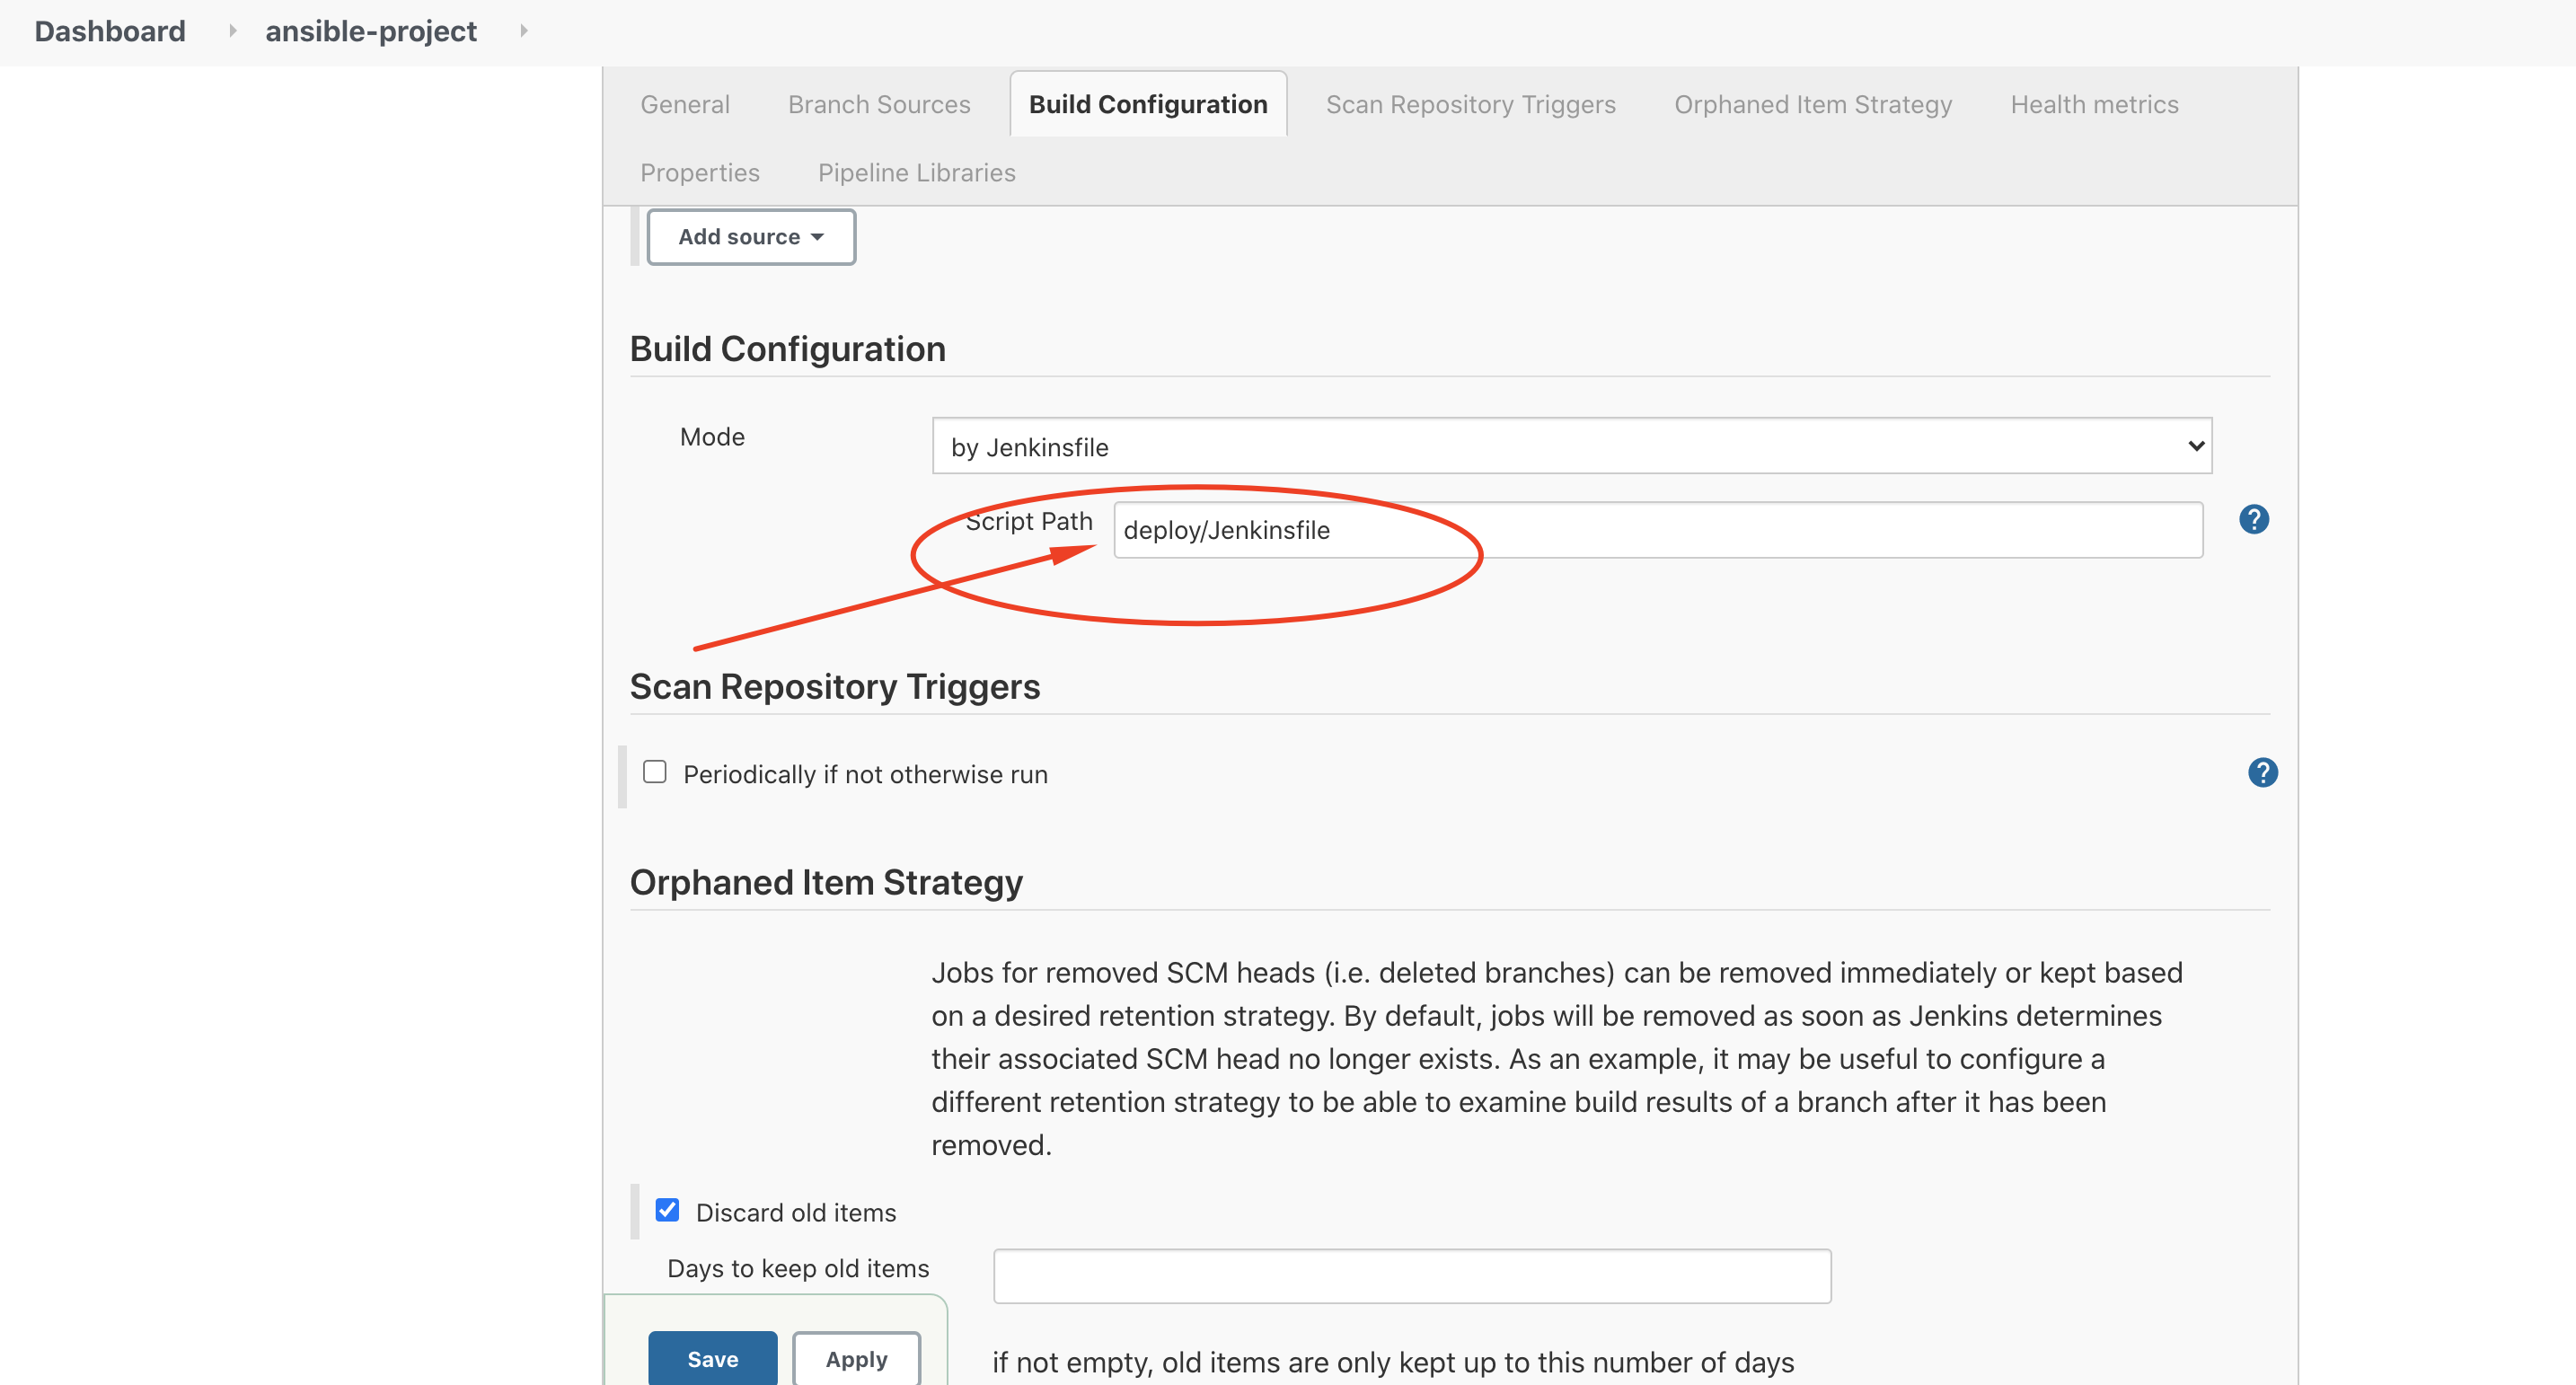 Dashboard ansible-project
General Branch Sources Build Configuration Scan Repository Triggers Orphaned Item Strategy Health metrics
Properties Pipeline Libraries
Add source
Build Configuration
Mode
by Jenkinsfile
Script Path
deploy/Jenkinsfile
?
Scan Repository Triggers
Periodically if not otherwise run
?
Orphaned Item Strategy
Jobs for removed SCM heads (i.e. deleted branches) can be removed immediately or kept based
on a desired retention strategy. By default, jobs will be removed as soon as Jenkins determines
their associated SCM head no longer exists. As an example, it may be useful to configure a
different retention strategy to be able to examine build results of a branch after it has been
removed.
Discard old items
Days to keep old items
Save Apply
if not empty, old items are only kept up to this number of days